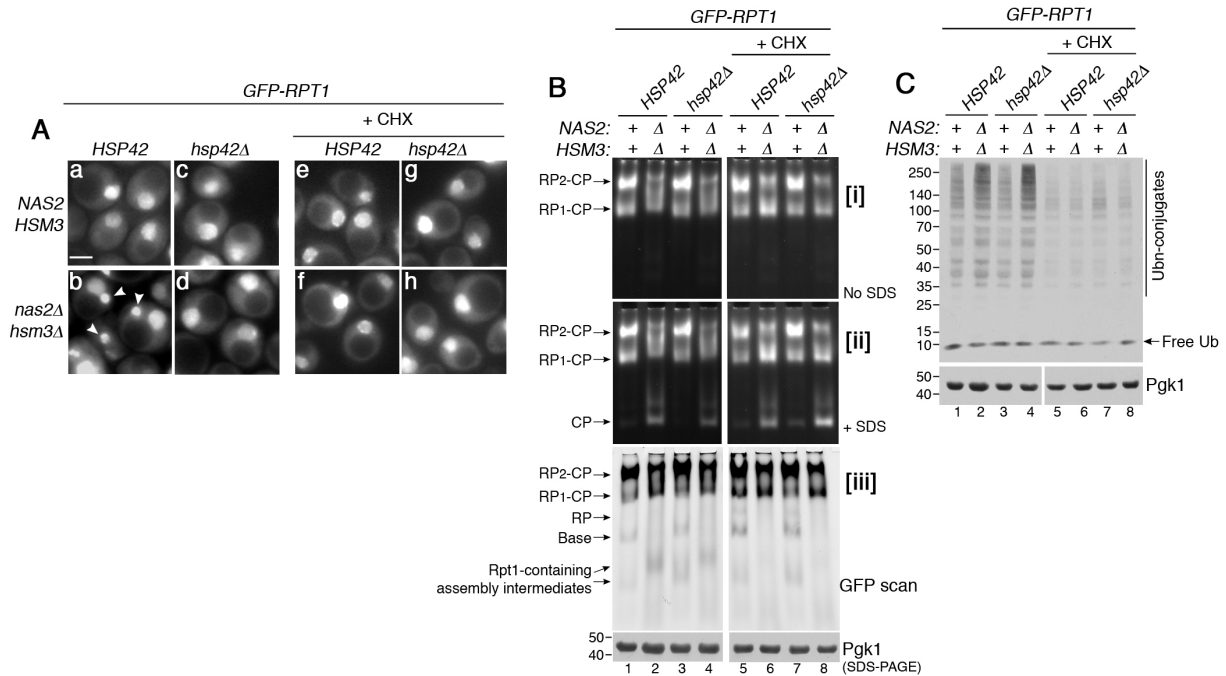 A
GFP-RPT1
+ CHX
HSP42 hsp42Δ HSP42 hsp42Δ
NAS2
HSM3
a c e g
nas2Δ
hsm3Δ
b d f h
B
GFP-RPT1
+ CHX
HSP42 hsp42Δ HSP42 hsp42Δ
NAS2: + Δ + Δ + Δ + Δ
HSM3: + Δ + Δ + Δ + Δ
RP2-CP
[i]
RP1-CP
No SDS
RP2-CP
[ii]
RP1-CP
CP
+ SDS
RP2-CP
[iii]
RP1-CP
RP
Base
Rpt1-containing
assembly intermediates
GFP scan
50
40
Pgk1
1 2 3 4 5 6 7 8
(SDS-PAGE)
C
GFP-RPT1
+ CHX
HSP42 hsp42Δ HSP42 hsp42Δ
NAS2: + Δ + Δ + Δ + Δ
HSM3: + Δ + Δ + Δ + Δ
250
140
100
70
50
40
35
25
15
10
Ubn-conjugates
Free Ub
50
40
Pgk1
1 2 3 4 5 6 7 8